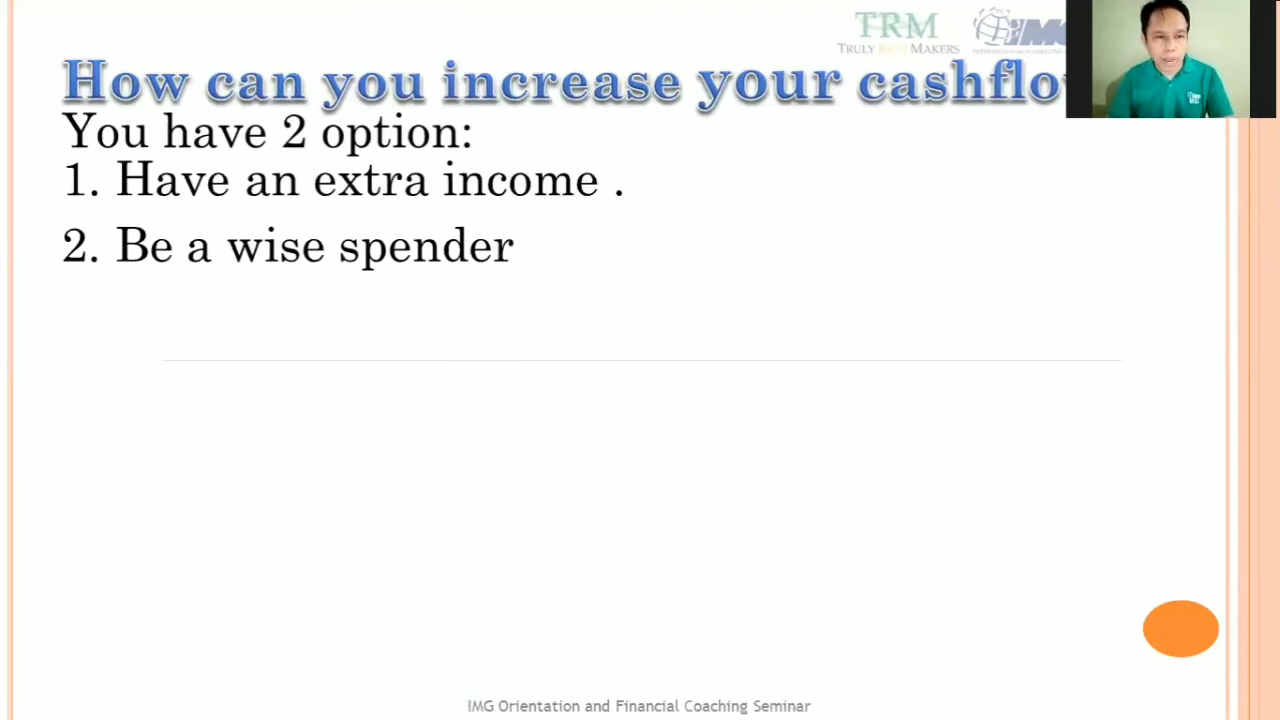 TRM
TRULY RICH MAKERS
How can you increase your cashflo
You have 2 option:
1. Have an extra income .
2. Be a wise spender
IMG Orientation and Financial Coaching Seminar